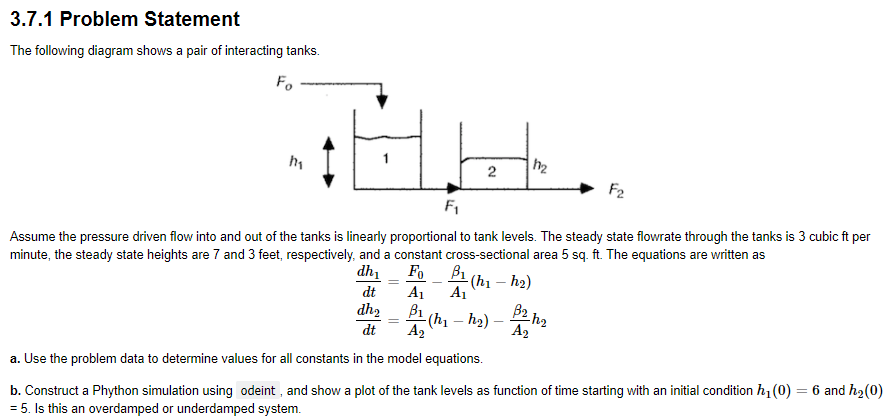 3.7.1 Problem Statement
The following diagram shows a pair of interacting tanks.
F₀
h₁
1
2
h₂
F₁
F₂
Assume the pressure driven flow into and out of the tanks is linearly proportional to tank levels. The steady state flowrate through the tanks is 3 cubic ft per
minute, the steady state heights are 7 and 3 feet, respectively, and a constant cross-sectional area 5 sq. ft. The equations are written as
dh₁/dt = F₀/A₁ − β₁/A₁ (h₁ − h₂)
dh₂/dt = β₁/A₂ (h₁ − h₂) − β₂/A₂ h₂
a. Use the problem data to determine values for all constants in the model equations.
b. Construct a Phython simulation using odeint , and show a plot of the tank levels as function of time starting with an initial condition h₁(0) = 6 and h₂(0)
= 5. Is this an overdamped or underdamped system.